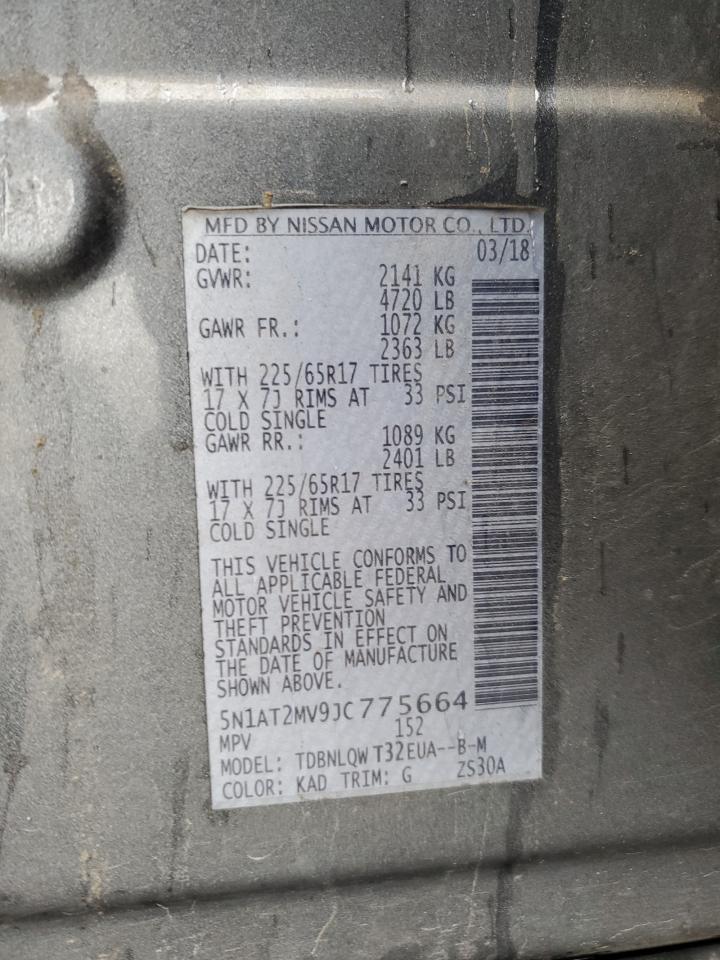 MFD BY NISSAN MOTOR CO., LTD.
DATE: 03/18
GVWR: 2141 KG
4720 LB
GAWR FR.: 1072 KG
2363 LB
WITH 225/65R17 TIRES
17 X 7J RIMS AT 33 PSI
COLD SINGLE
GAWR RR.: 1089 KG
2401 LB
WITH 225/65R17 TIRES
17 X 7J RIMS AT 33 PSI
COLD SINGLE
THIS VEHICLE CONFORMS TO
ALL APPLICABLE FEDERAL
MOTOR VEHICLE SAFETY AND
THEFT PREVENTION
STANDARDS IN EFFECT ON
THE DATE OF MANUFACTURE
SHOWN ABOVE.
5N1AT2MV9JC775664
MPV 152
MODEL: TDBNLQW T32EUA--B-M
COLOR: KAD TRIM: G ZS30A